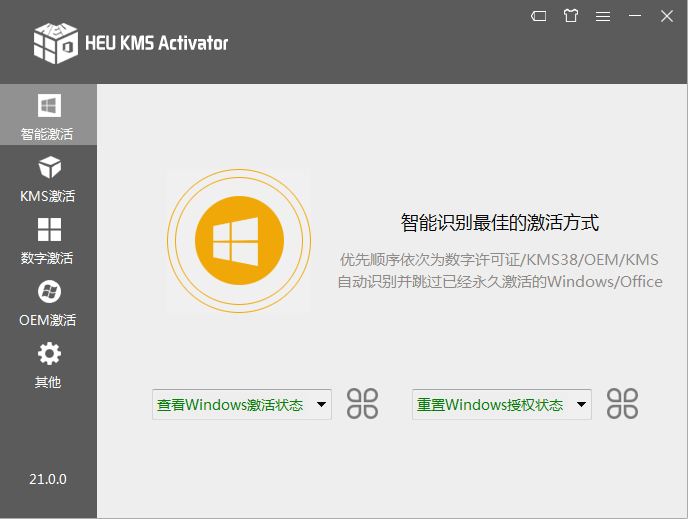 HEU KMS Activator
智能激活
KMS激活
数字激活
OEM激活
其他
21.0.0
智能识别最佳的激活方式
优先顺序依次为数字许可证/KMS38/OEM/KMS
自动识别并跳过已经永久激活的Windows/Office
查看Windows激活状态
重置Windows授权状态